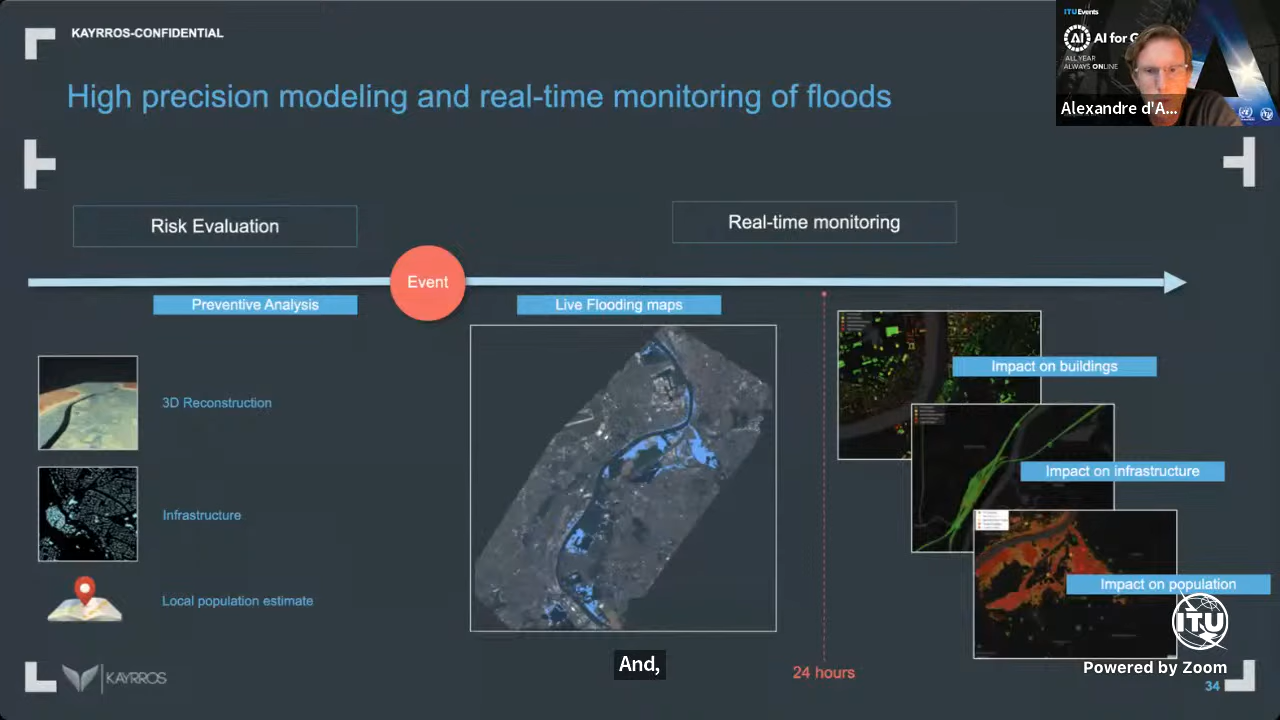 KAYRROS-CONFIDENTIAL
High precision modeling and real-time monitoring of floods
ITUEvents
AI
AI for G
ALL YEAR
ALWAYS ONLINE
Alexandre d'A...
Risk Evaluation
Real-time monitoring
Event
Preventive Analysis
Live Flooding maps
3D Reconstruction
Infrastructure
Local population estimate
Impact on buildings
Impact on infrastructure
Impact on population
24 hours
And,
KAYRROS
ITU
Powered by Zoom
34